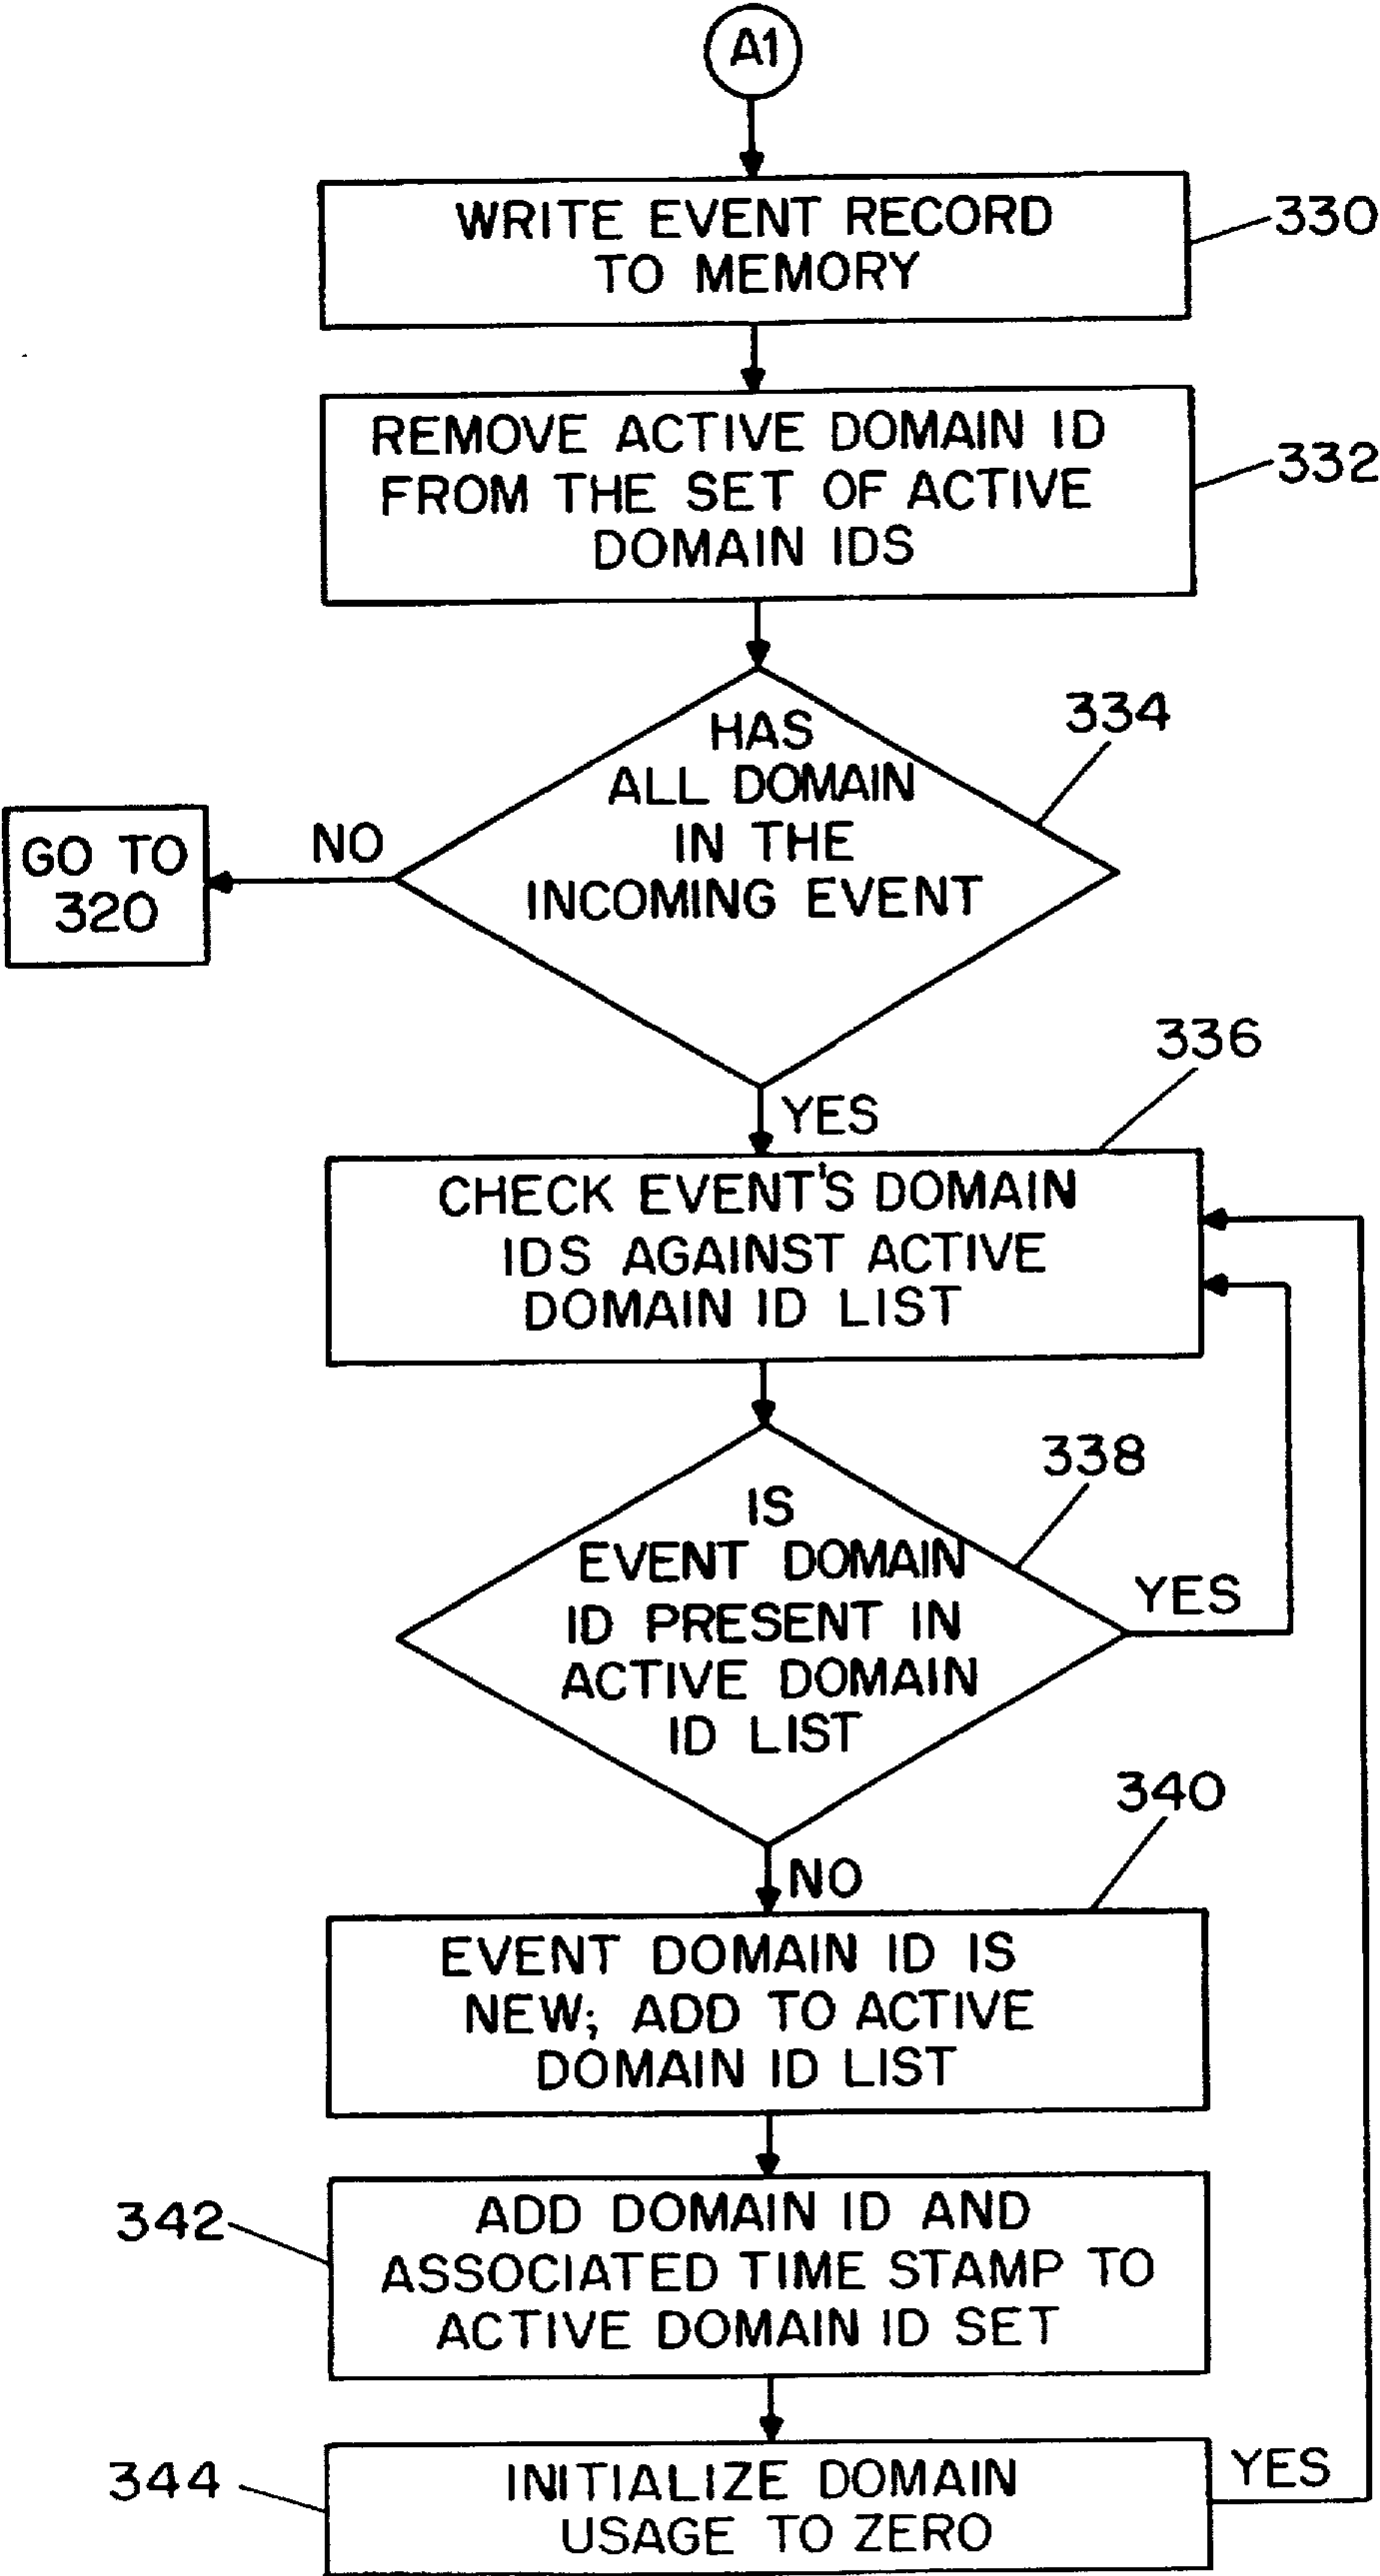 A1
WRITE EVENT RECORD
TO MEMORY
330
REMOVE ACTIVE DOMAIN ID
FROM THE SET OF ACTIVE
DOMAIN IDS
332
HAS
ALL DOMAIN
IN THE
INCOMING EVENT
334
NO
GO TO
320
YES
336
CHECK EVENT'S DOMAIN
IDS AGAINST ACTIVE
DOMAIN ID LIST
338
IS
EVENT DOMAIN
ID PRESENT IN
ACTIVE DOMAIN
ID LIST
YES
NO
340
EVENT DOMAIN ID IS
NEW; ADD TO ACTIVE
DOMAIN ID LIST
342
ADD DOMAIN ID AND
ASSOCIATED TIME STAMP TO
ACTIVE DOMAIN ID SET
344
INITIALIZE DOMAIN
USAGE TO ZERO
YES